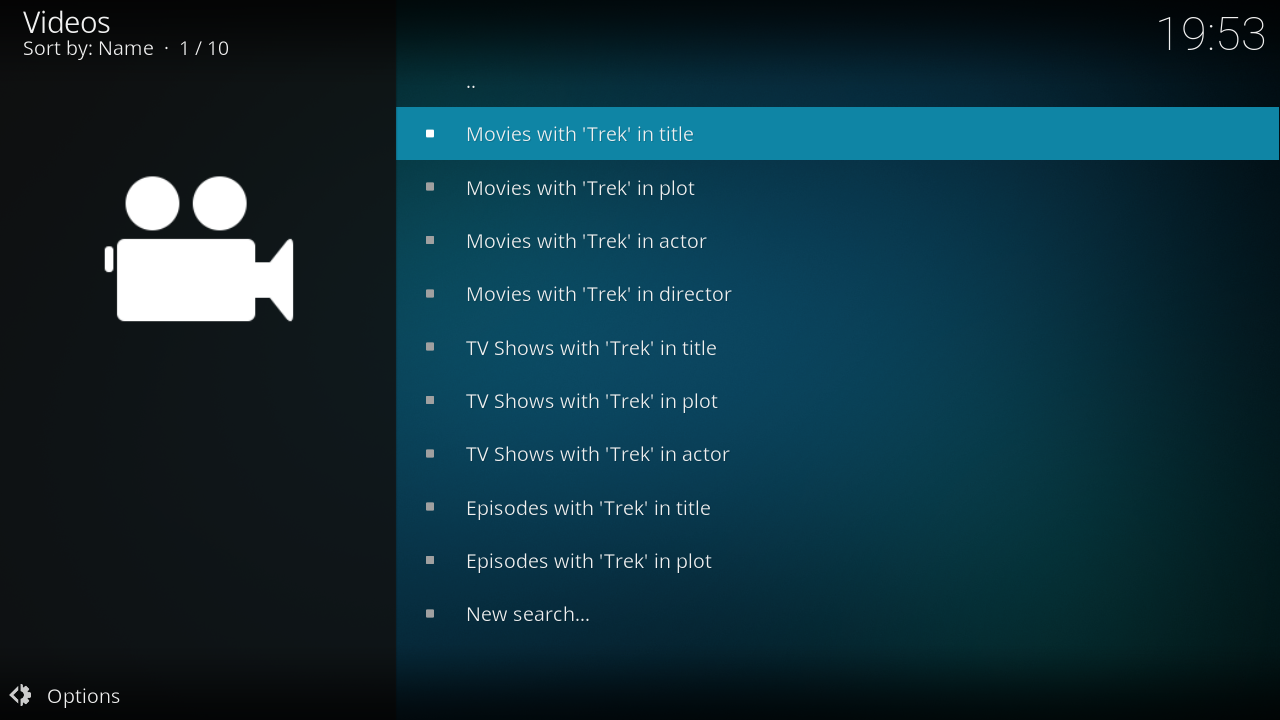 Videos
Sort by: Name · 1 / 10
19:53
..
Movies with 'Trek' in title
Movies with 'Trek' in plot
Movies with 'Trek' in actor
Movies with 'Trek' in director
TV Shows with 'Trek' in title
TV Shows with 'Trek' in plot
TV Shows with 'Trek' in actor
Episodes with 'Trek' in title
Episodes with 'Trek' in plot
New search...
Options